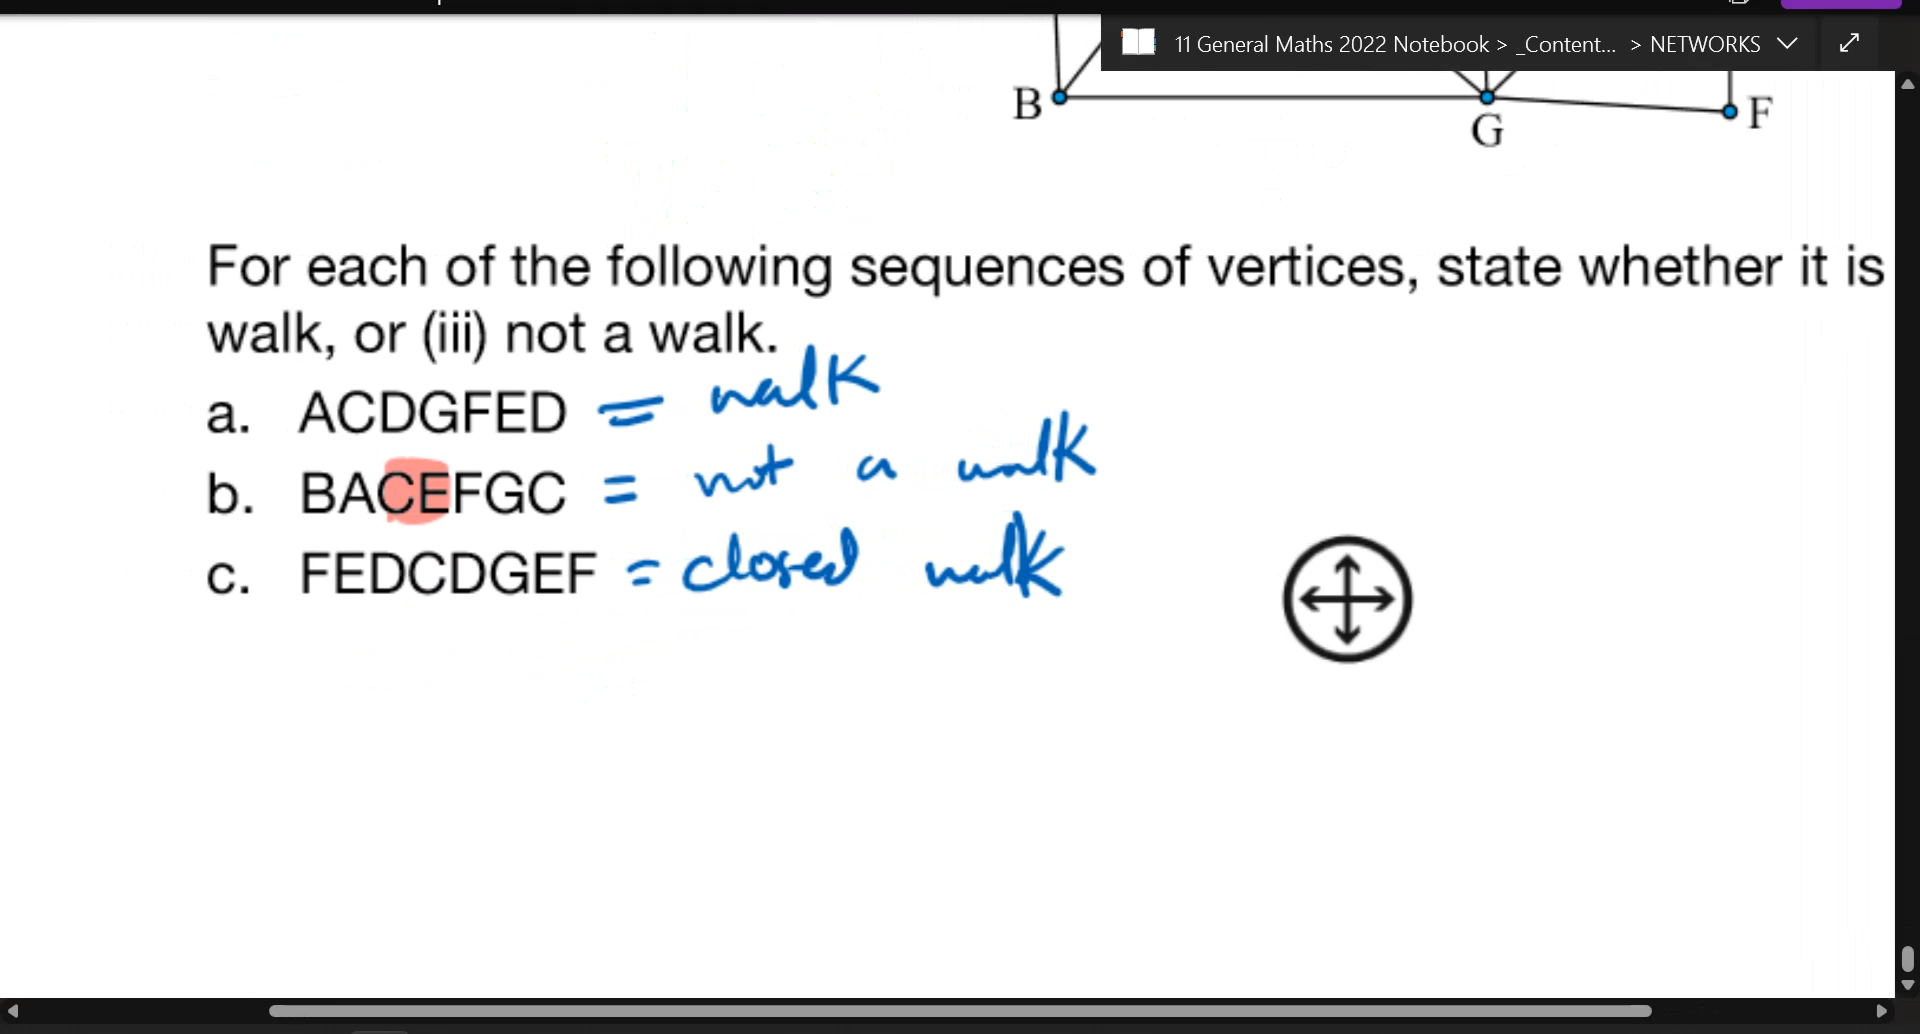 11 General Maths 2022 Notebook > _Content... > NETWORKS
B
G
F
For each of the following sequences of vertices, state whether it is
walk, or (iii) not a walk.
a. ACDGFED = walk
b. BACEFGC = not a walk
c. FEDCDGEF = closed walk